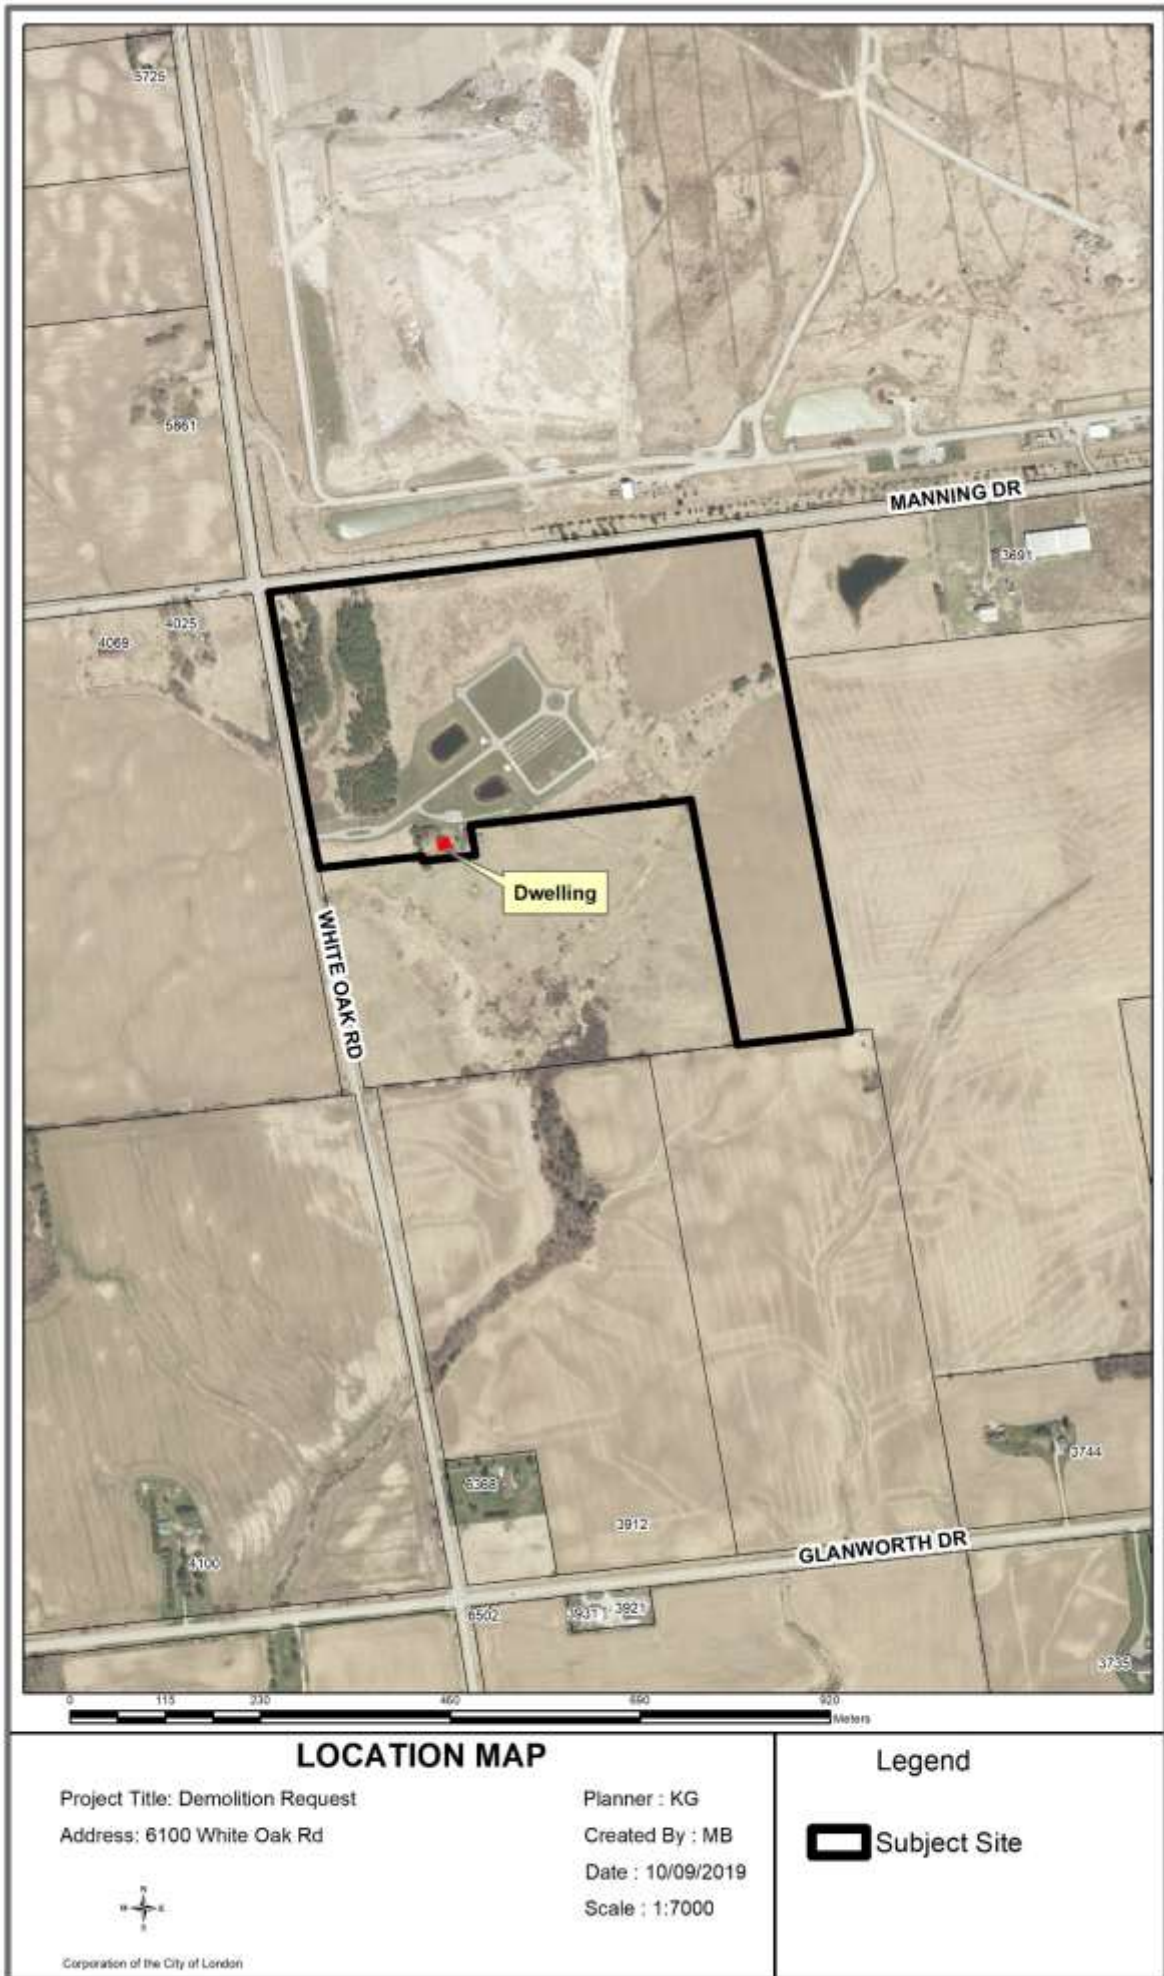 5725
5861
MANNING DR
3691
4025
4069
Dwelling
WHITE OAK RD
3744
6388
3912
GLANWORTH DR
4100
6502
3931
3921
3735
0 115 230 460 690 920
Meters
LOCATION MAP
Project Title: Demolition Request
Address: 6100 White Oak Rd
Planner : KG
Created By : MB
Date : 10/09/2019
Scale : 1:7000
N
W E
S
Corporation of the City of London
Legend
Subject Site